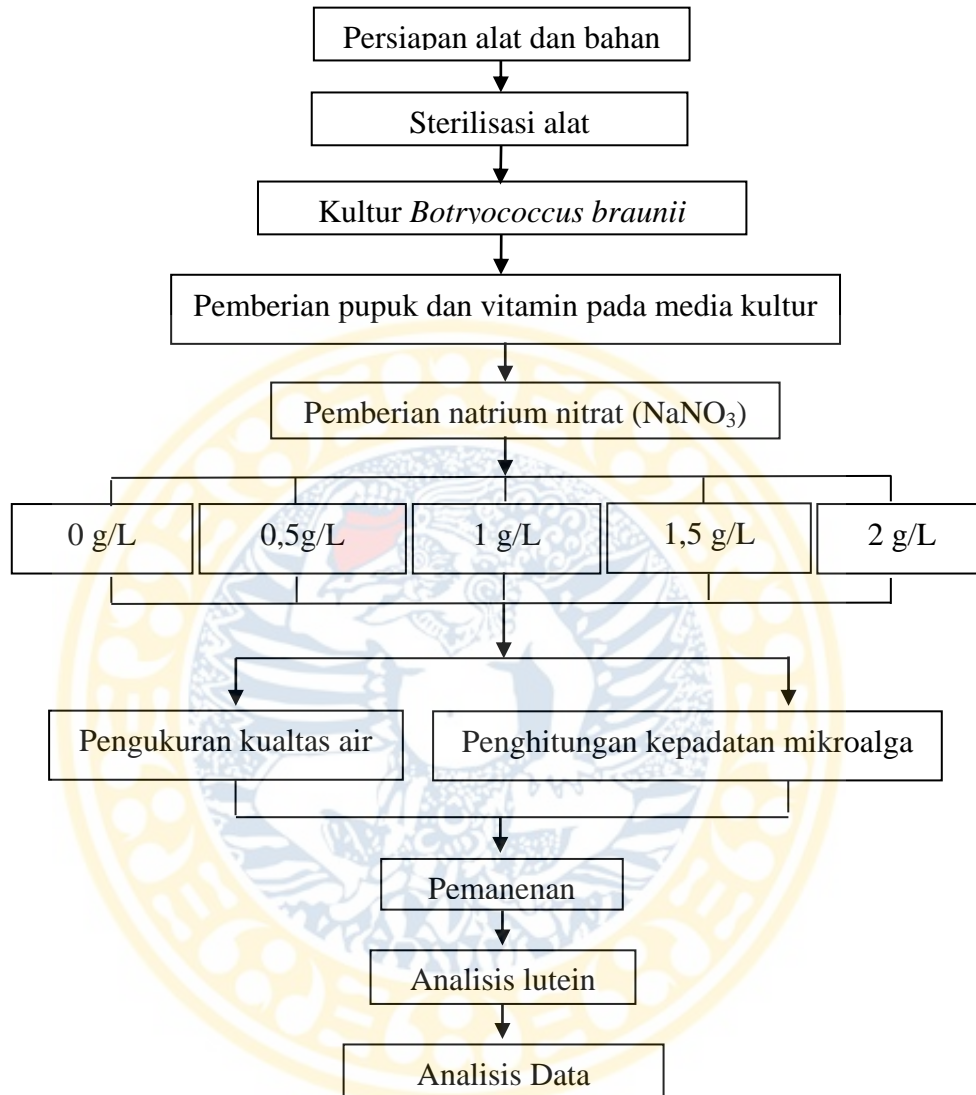 Persiapan alat dan bahan
Sterilisasi alat
Kultur Botryococcus braunii
Pemberian pupuk dan vitamin pada media kultur
Pemberian natrium nitrat (NaNO₃)
0 g/L 0,5g/L 1 g/L 1,5 g/L 2 g/L
Pengukuran kualtas air Penghitungan kepadatan mikroalga
Pemanenan
Analisis lutein
Analisis Data